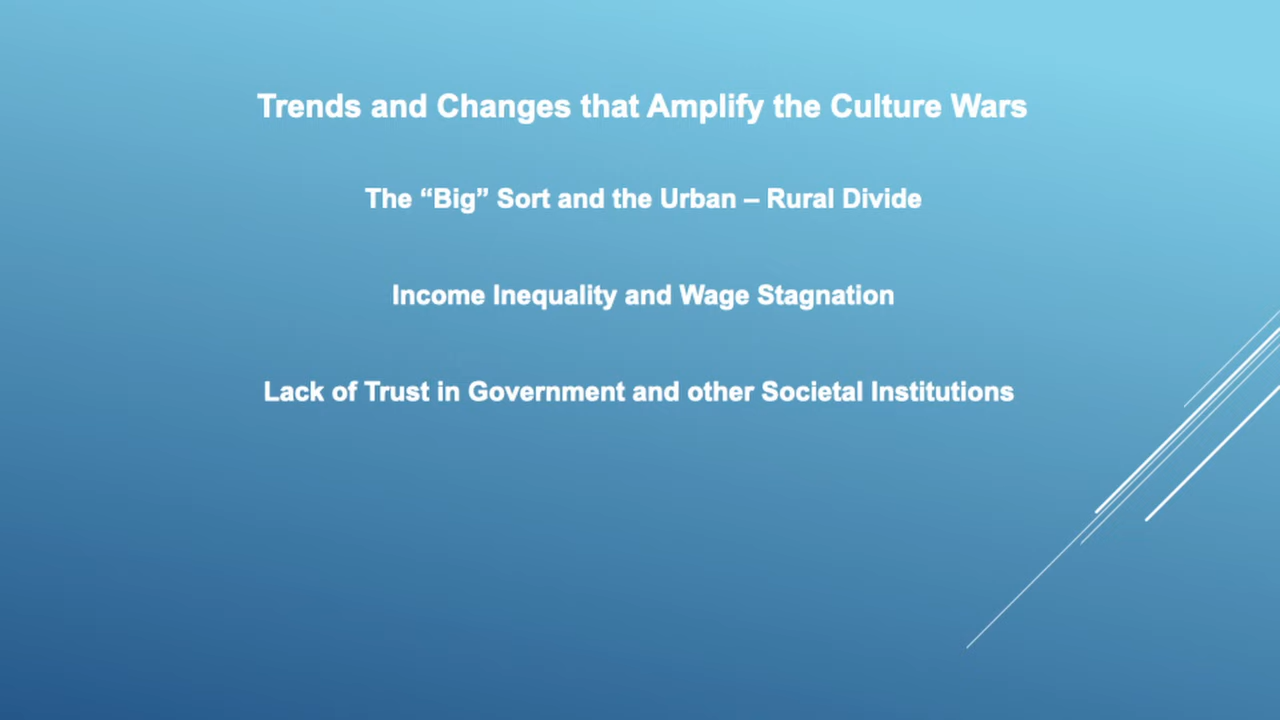 Trends and Changes that Amplify the Culture Wars
The “Big” Sort and the Urban – Rural Divide
Income Inequality and Wage Stagnation
Lack of Trust in Government and other Societal Institutions